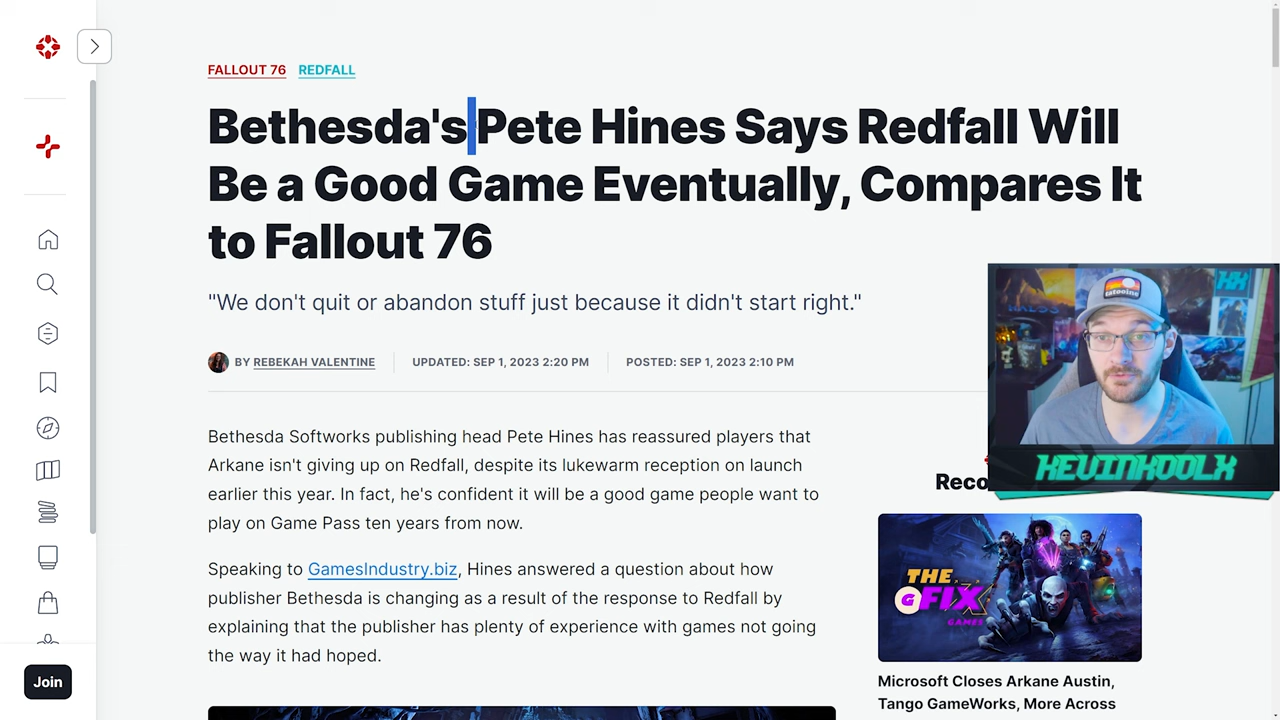 FALLOUT 76 REDFALL
Bethesda's Pete Hines Says Redfall Will
Be a Good Game Eventually, Compares It
to Fallout 76
"We don't quit or abandon stuff just because it didn't start right."
BY REBEKAH VALENTINE
UPDATED: SEP 1, 2023 2:20 PM
POSTED: SEP 1, 2023 2:10 PM
Bethesda Softworks publishing head Pete Hines has reassured players that
Arkane isn't giving up on Redfall, despite its lukewarm reception on launch
earlier this year. In fact, he's confident it will be a good game people want to
play on Game Pass ten years from now.
Speaking to GamesIndustry.biz, Hines answered a question about how
publisher Bethesda is changing as a result of the response to Redfall by
explaining that the publisher has plenty of experience with games not going
the way it had hoped.
tatooine
KEVINKOOLX
Reco
THE
FIX
GAMES
Microsoft Closes Arkane Austin,
Tango GameWorks, More Across
Join